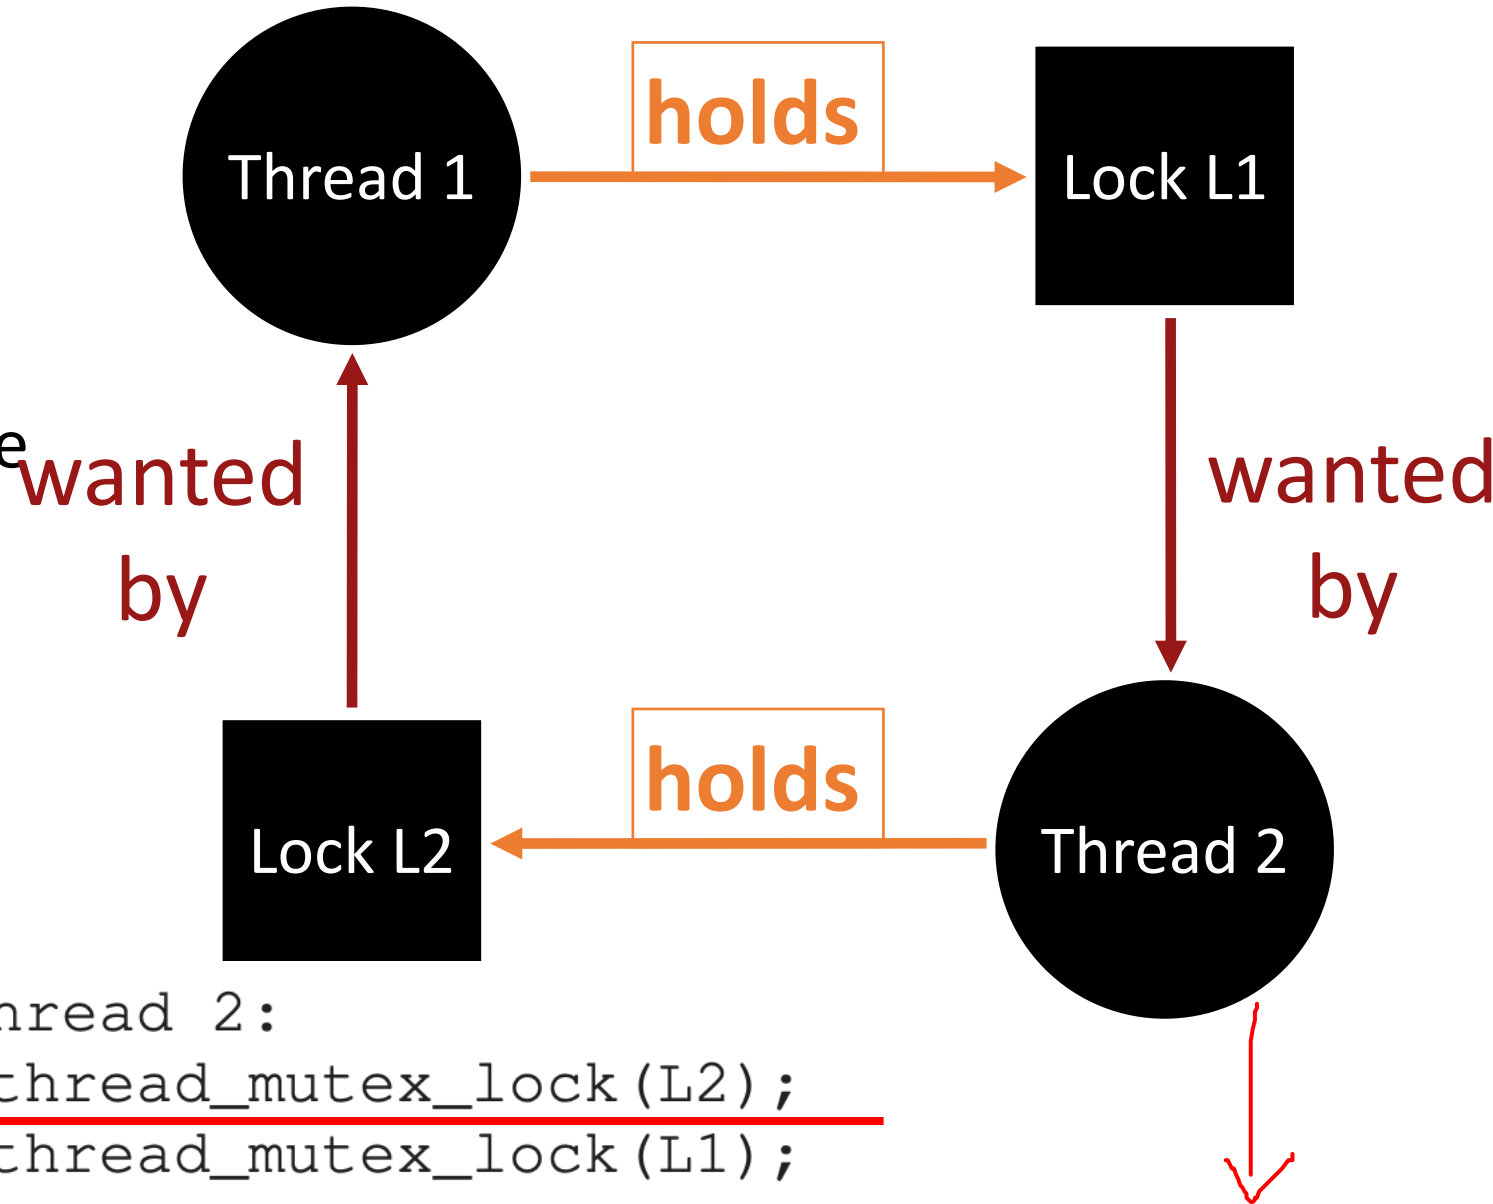 holds
Thread 1
Lock L1
e
wanted
by
wanted
by
holds
Lock L2
Thread 2
hread 2:
thread_mutex_lock(L2);
thread_mutex_lock(L1);